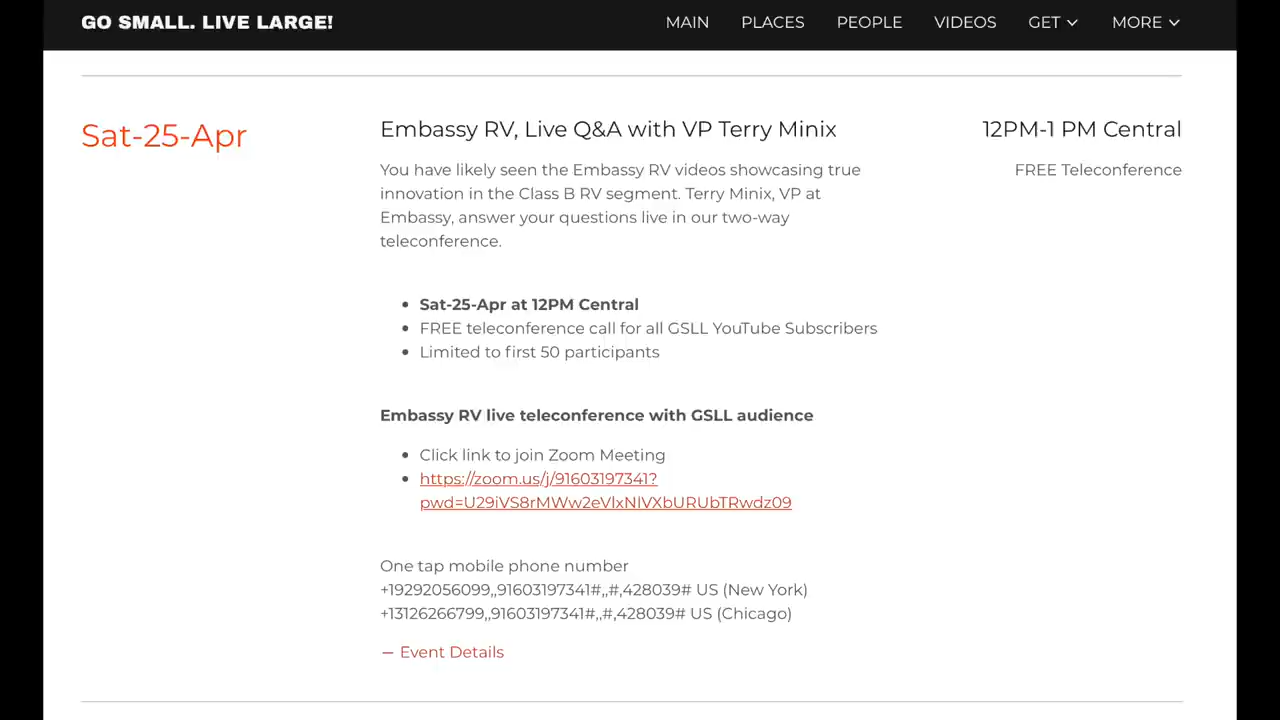 GO SMALL. LIVE LARGE!
MAIN PLACES PEOPLE VIDEOS GET MORE
Sat-25-Apr
Embassy RV, Live Q&A with VP Terry Minix
12PM-1 PM Central
You have likely seen the Embassy RV videos showcasing true
innovation in the Class B RV segment. Terry Minix, VP at
Embassy, answer your questions live in our two-way
teleconference.
FREE Teleconference
• Sat-25-Apr at 12PM Central
• FREE teleconference call for all GSLL YouTube Subscribers
• Limited to first 50 participants
Embassy RV live teleconference with GSLL audience
• Click link to join Zoom Meeting
• https://zoom.us/j/91603197341?
pwd=U29iVS8rMWw2eVlxNlVXbURUbTRwdz09
One tap mobile phone number
+19292056099,,91603197341#,,#,428039# US (New York)
+13126266799,,91603197341#,,#,428039# US (Chicago)
— Event Details